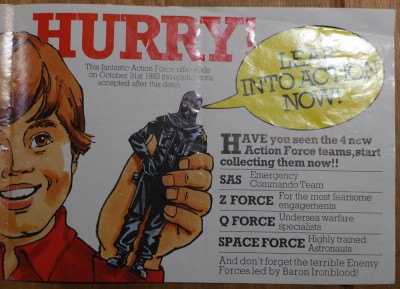 HURRY!
This fantastic Action Force offer ends
on October 31st 1983 (no applications
accepted after this date)
LEAP
INTO ACTION
NOW!
HAVE you seen the 4 new
Action Force teams, start
collecting them now!!
SAS Emergency
Commando Team
Z FORCE For the most fearsome
engagements
Q FORCE Undersea warfare
specialists
SPACE FORCE Highly trained
Astronauts
And don't forget the terrible Enemy
Forces led by Baron Ironblood!